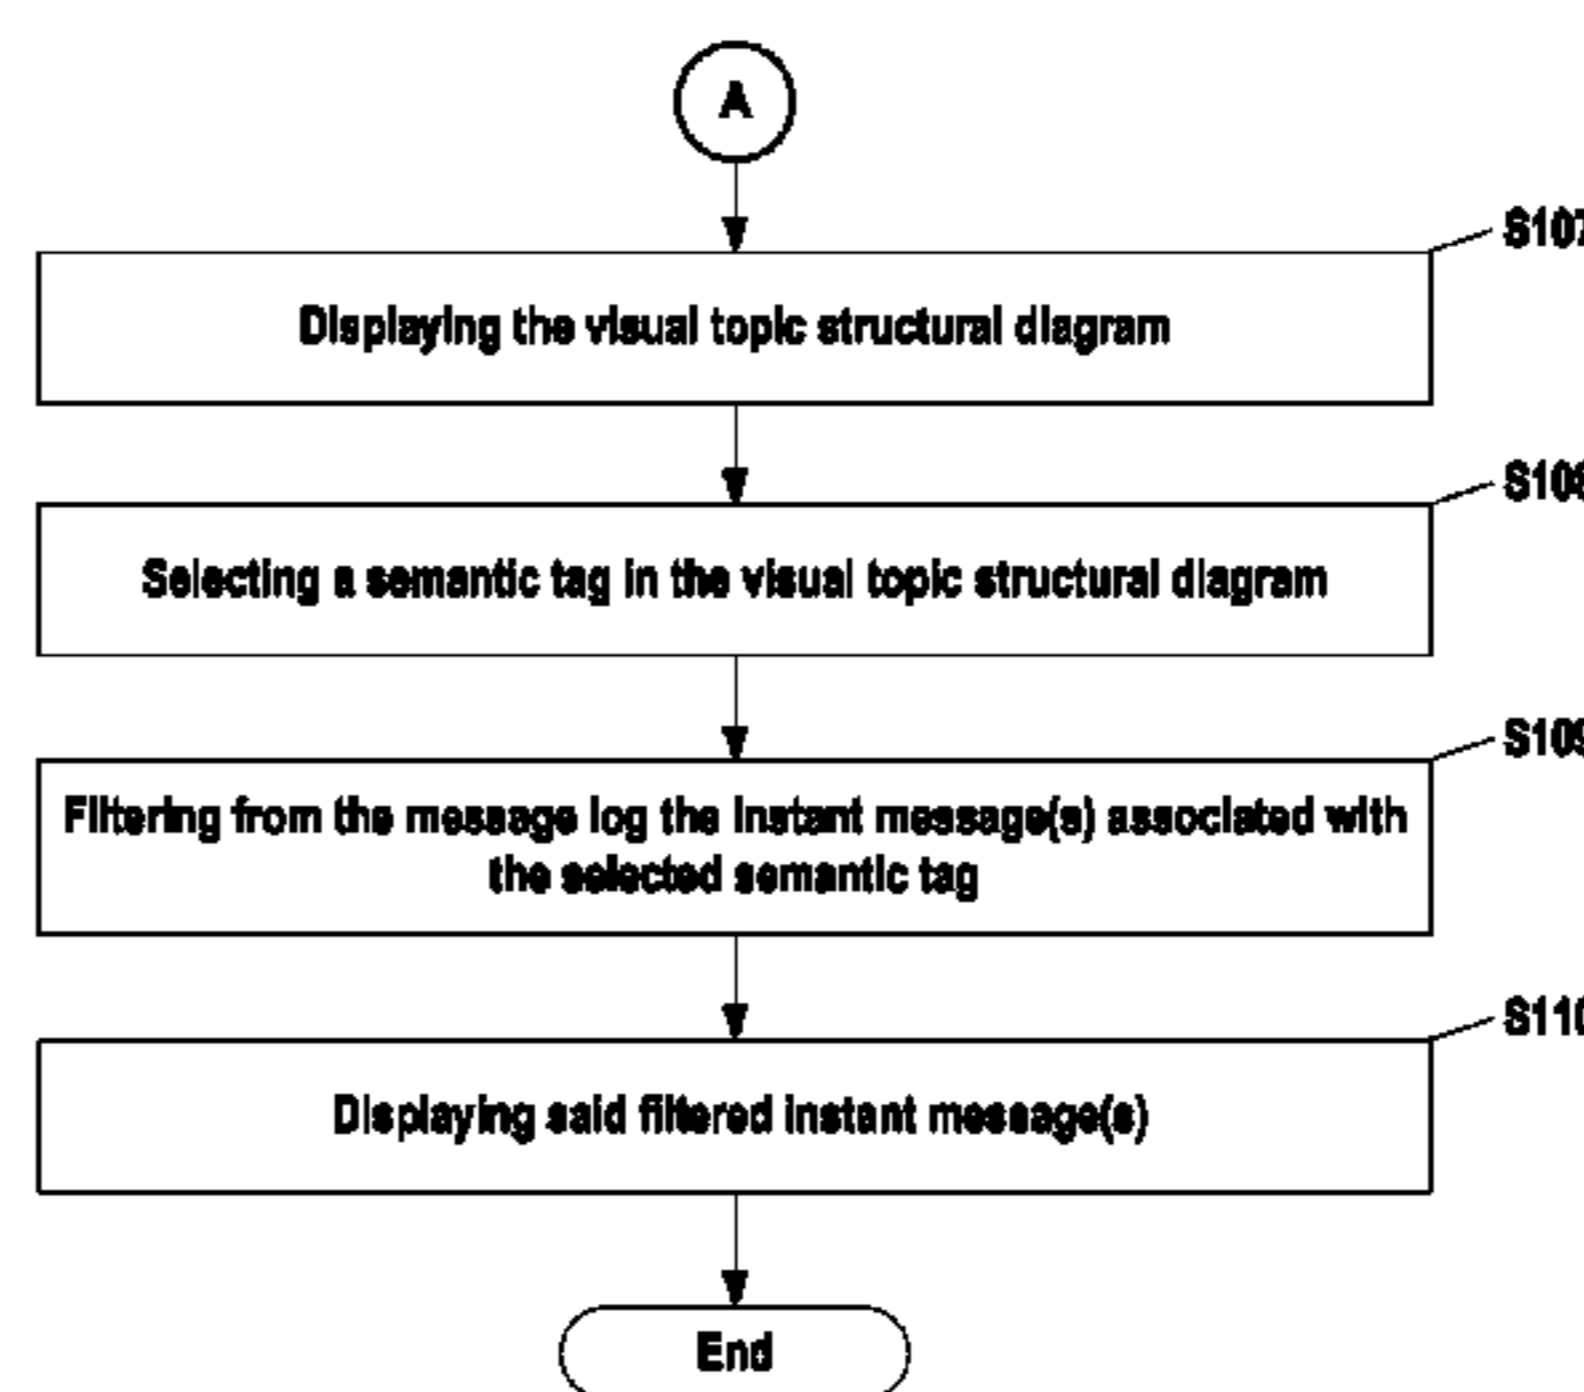 A
S107
Displaying the visual topic structural diagram
S108
Selecting a semantic tag in the visual topic structural diagram
S109
Filtering from the message log the instant message(s) associated with
the selected semantic tag
S110
Displaying said filtered instant message(s)
End